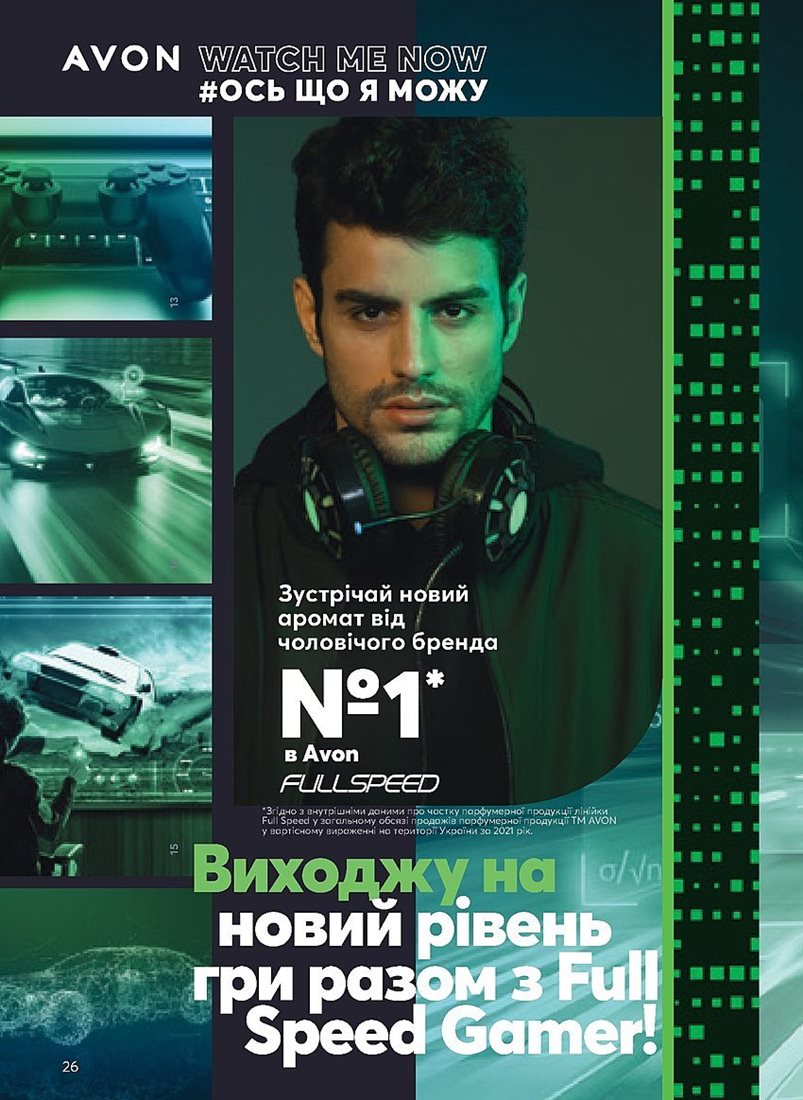 AVON WATCH ME NOW
#ОСЬ ЩО Я МОЖУ
13
Зустрічай новий
аромат від
чоловічого бренда
№1*
в Avon
FULLSPEED
*Згідно з внутрішніми даними про частку парфумерної продукції лінійки
Full Speed у загальному обсязі продажів парфумерної продукції ТМ AVON
у вартісному вираженні на території України за 2021 рік.
15
σ/√n
Виходжу на
новий рівень
гри разом з Full
Speed Gamer!
26